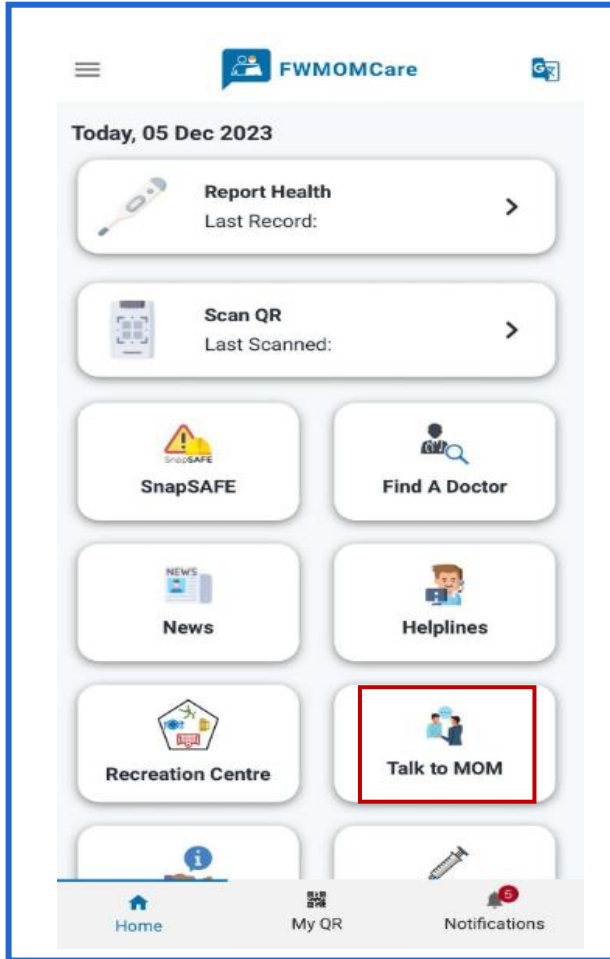 FWMOMCare
Today, 05 Dec 2023
Report Health
Last Record:
Scan QR
Last Scanned:
SnapSAFE
SnapSAFE
Find A Doctor
NEWS
News
Helplines
Recreation Centre
Talk to MOM
Home
My QR
5
Notifications